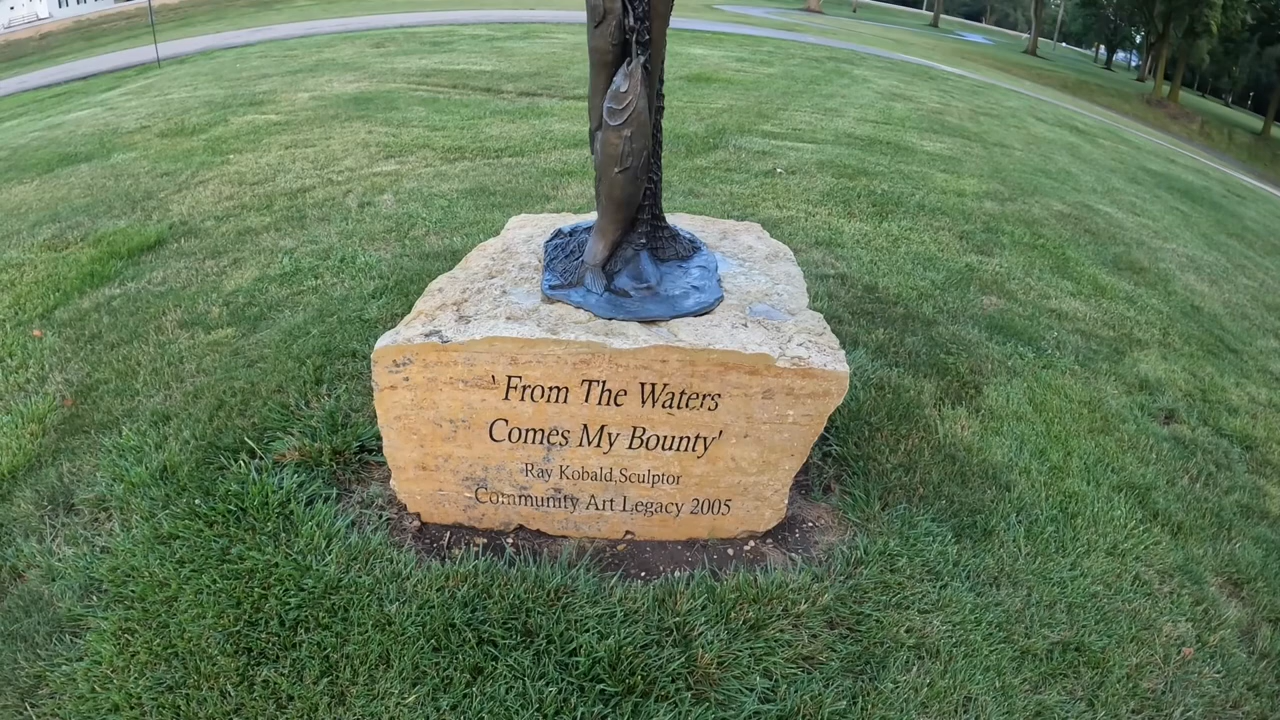 'From The Waters
Comes My Bounty'
Ray Kobald, Sculptor
Community Art Legacy 2005